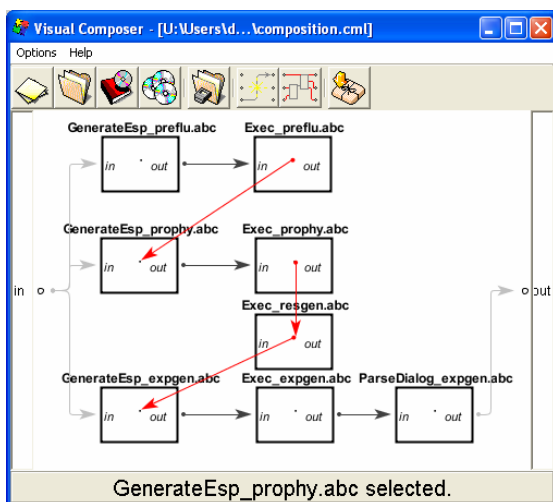 Visual Composer - [U:\Users\d...\composition.cml]
Options Help
GenerateEsp_preflu.abc Exec_preflu.abc
in out in out
GenerateEsp_prophy.abc Exec_prophy.abc
in out in out
in out
Exec_resgen.abc
in out
GenerateEsp_expgen.abc Exec_expgen.abc ParseDialog_expgen.abc
in out in out in out
GenerateEsp_prophy.abc selected.